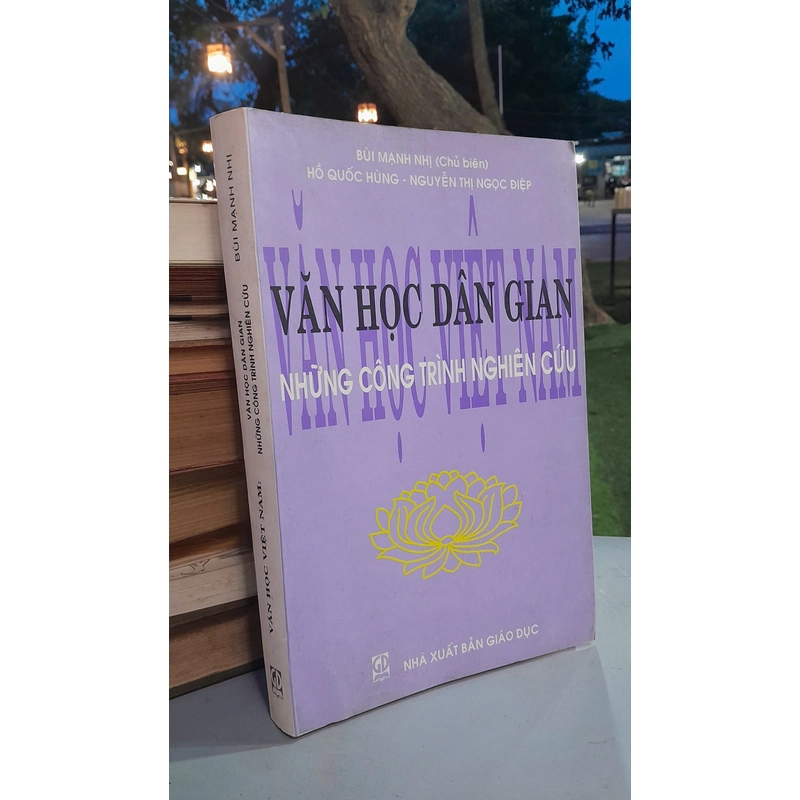 BÙI MẠNH NHỊ (Chủ biên)
HỒ QUỐC HÙNG - NGUYỄN THỊ NGỌC ĐIỆP
VĂN HỌC VIỆT NAM
VĂN HỌC DÂN GIAN
NHỮNG CÔNG TRÌNH NGHIÊN CỨU
GD
NHÀ XUẤT BẢN GIÁO DỤC
BÙI MẠNH NHỊ
VĂN HỌC DÂN GIAN
NHỮNG CÔNG TRÌNH NGHIÊN CỨU
VĂN HỌC VIỆT NAM:
GD